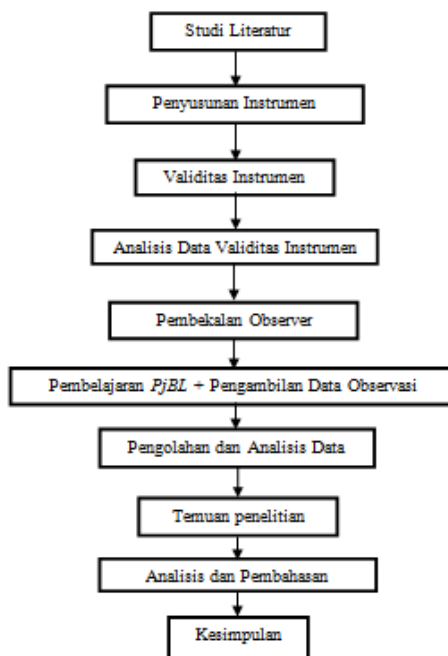 Studi Literatur
Penyusunan Instrumen
Validitas Instrumen
Analisis Data Validitas Instrumen
Pembekalan Observer
Pembelajaran PjBL + Pengambilan Data Observasi
Pengolahan dan Analisis Data
Temuan penelitian
Analisis dan Pembahasan
Kesimpulan